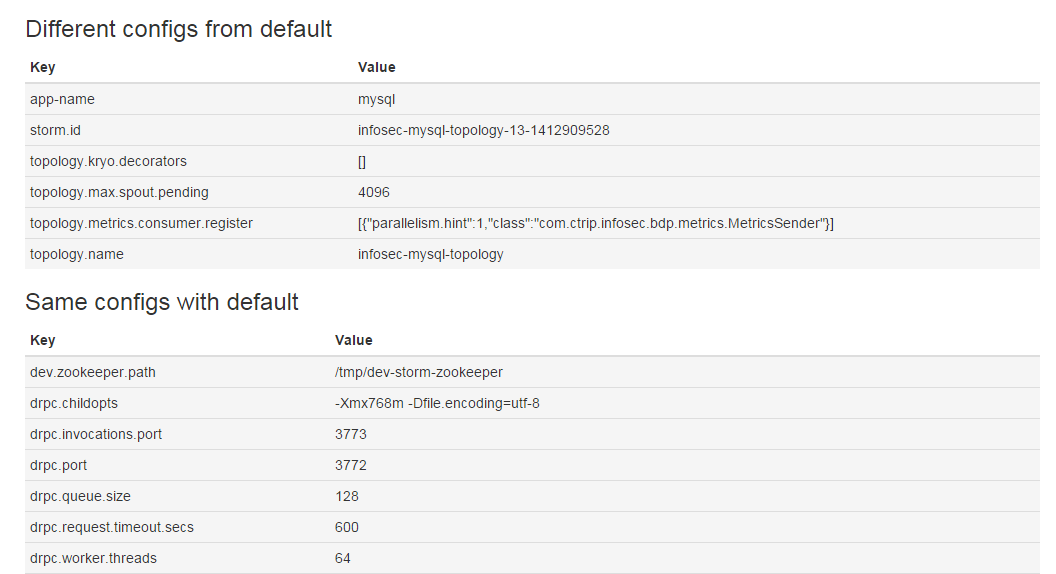 Different configs from default
Key Value
app-name mysql
storm.id infosec-mysql-topology-13-1412909528
topology.kryo.decorators []
topology.max.spout.pending 4096
topology.metrics.consumer.register [{"parallelism.hint":1,"class":"com.ctrip.infosec.bdp.metrics.MetricsSender"}]
topology.name infosec-mysql-topology
Same configs with default
Key Value
dev.zookeeper.path /tmp/dev-storm-zookeeper
drpc.childopts -Xmx768m -Dfile.encoding=utf-8
drpc.invocations.port 3773
drpc.port 3772
drpc.queue.size 128
drpc.request.timeout.secs 600
drpc.worker.threads 64